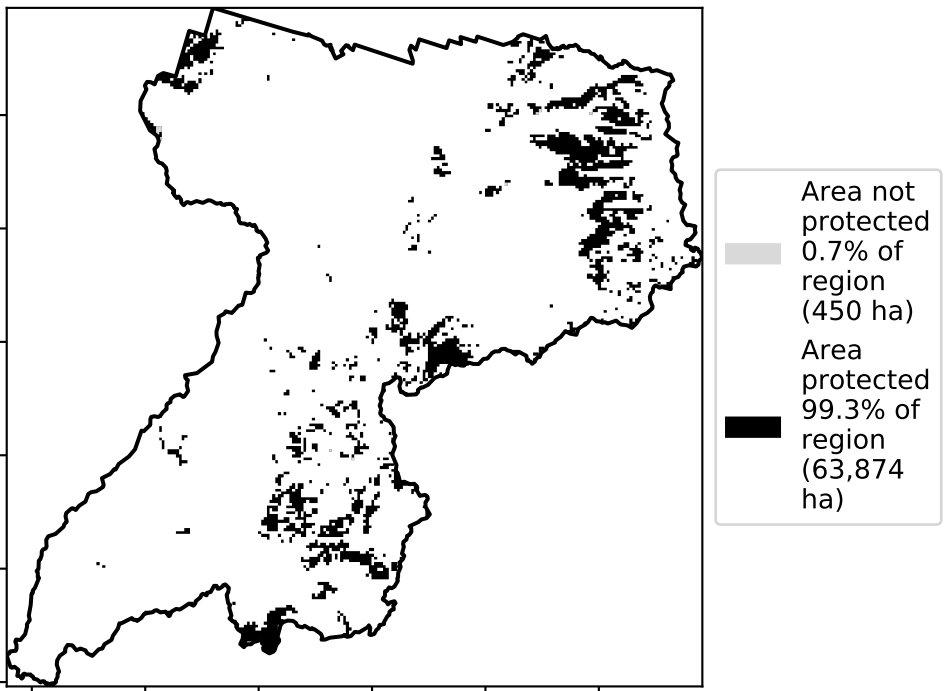 Area not
protected
0.7% of
region
(450 ha)
Area
protected
99.3% of
region
(63,874
ha)